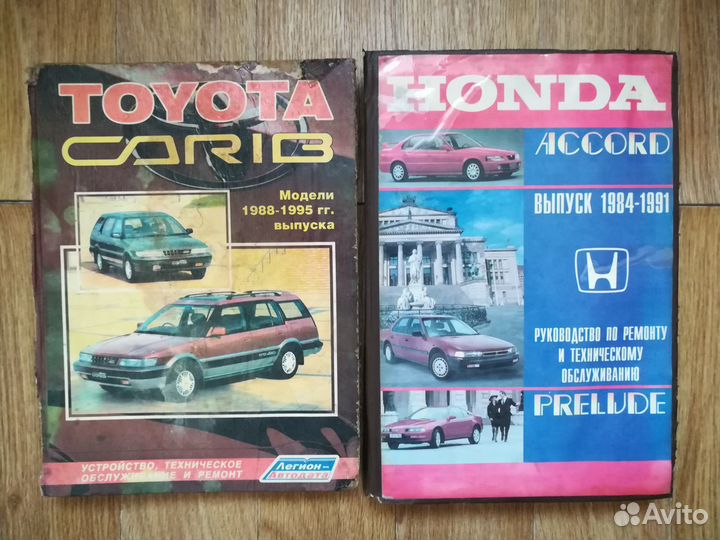 TOYOTA
CARIB
Модели
1988-1995 гг.
выпуска
УСТРОЙСТВО, ТЕХНИЧЕСКОЕ
ОБСЛУЖИВАНИЕ И РЕМОНТ
Легион-
Автодата
HONDA
ACCORD
ВЫПУСК 1984-1991
РУКОВОДСТВО ПО РЕМОНТУ
И ТЕХНИЧЕСКОМУ
ОБСЛУЖИВАНИЮ
PRELUDE
Avito